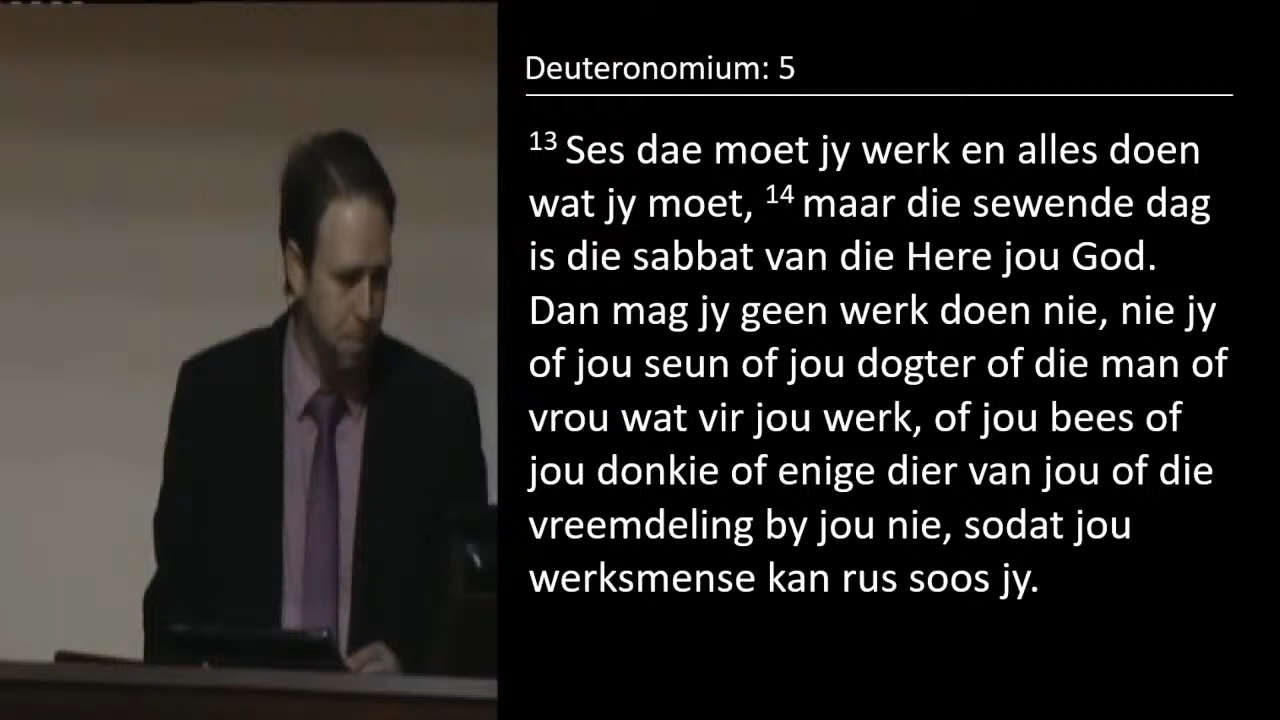 Deuteronomium: 5
13 Ses dae moet jy werk en alles doen
wat jy moet, 14 maar die sewende dag
is die sabbat van die Here jou God.
Dan mag jy geen werk doen nie, nie jy
of jou seun of jou dogter of die man of
vrou wat vir jou werk, of jou bees of
jou donkie of enige dier van jou of die
vreemdeling by jou nie, sodat jou
werksmense kan rus soos jy.